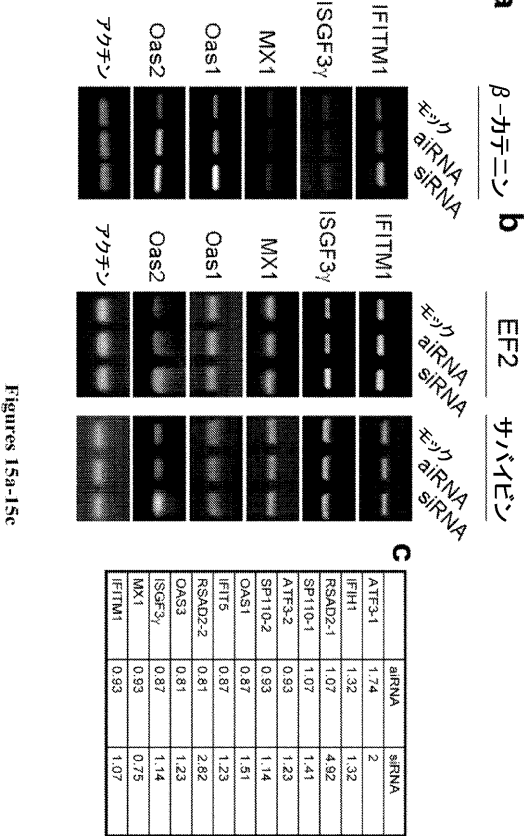 a
β-カテニン
モック
aiRNA
siRNA
IFITM1
ISGF3γ
MX1
Oas1
Oas2
アクチン
b
EF2
サバイビン
モック
aiRNA
siRNA
モック
aiRNA
siRNA
IFITM1
ISGF3γ
MX1
Oas1
Oas2
アクチン
c
aiRNA siRNA
ATF3-1 1.74 2
IFIH1 1.32 1.32
RSAD2-1 1.07 4.92
SP110-1 1.07 1.41
ATF3-2 0.93 1.23
SP110-2 0.93 1.14
OAS1 0.87 1.51
IFIT5 0.87 1.23
RSAD2-2 0.81 2.82
OAS3 0.81 1.23
ISGF3γ 0.87 1.14
MX1 0.93 0.75
IFITM1 0.93 1.07
Figures 15a-15c